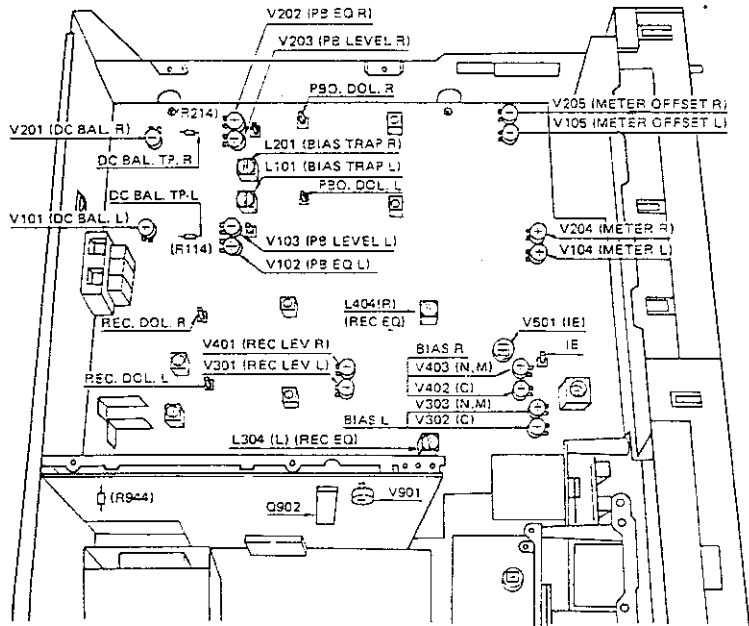 V202 (PB EQ R)
V203 (PB LEVEL R)
PBO. DOL. R
(R214)
V201 (DC BAL. R)
DC BAL. TP. R
L201 (BIAS TRAP R)
L101 (BIAS TRAP L)
PBO. DOL. L
DC BAL. TP-L
V101 (DC BAL. L)
(R114)
V103 (PB LEVEL L)
V102 (PB EQ L)
V205 (METER OFFSET R)
V105 (METER OFFSET L)
V204 (METER R)
V104 (METER L)
L404(R)
(REC EQ)
REC. DOL. R
V401 (REC LEV R)
V301 (REC LEV L)
REC. DOL. L
V501 (IE)
IE
BIAS R
V403 (N,M)
V402 (C)
V303 (N,M)
BIAS L
V302 (C)
L304 (L) (REC EQ)
(R944)
Q902
V901